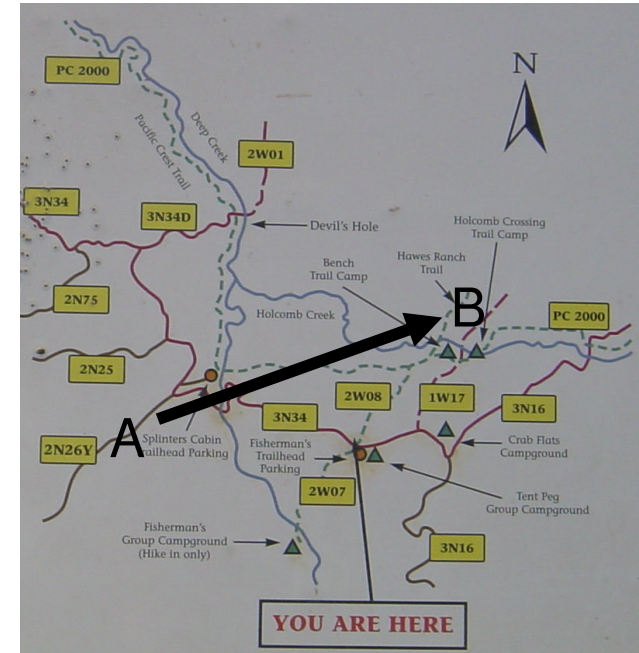 N
PC 2000
Deep Creek
Pacific Crest Trail
2W01
3N34
3N34D
Devil's Hole
Holcomb Crossing
Trail Camp
Hawes Ranch
Trail
Bench
Trail Camp
B
2N75
Holcomb Creek
PC 2000
2N25
2W08
1W17
3N16
3N34
A
2N26Y
Splinters Cabin
railhead Parking
Fisherman's
Trailhead
Parking
Crab Flats
Campground
2W07
Tent Peg
Group Campground
Fisherman's
Group Campground
(Hike in only)
3N16
YOU ARE HERE